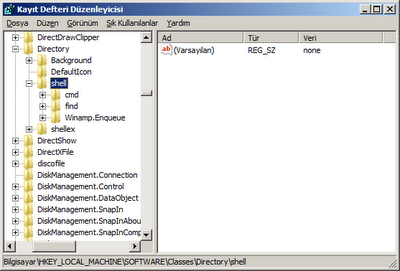 Kayıt Defteri Düzenleyicisi
Dosya Düzen Görünüm Sık Kullanılanlar Yardım
DirectDrawClipper
Directory
Background
DefaultIcon
shell
cmd
find
Winamp.Enqueue
shellex
DirectShow
DirectXFile
discofile
DiskManagement.Connection
DiskManagement.Control
DiskManagement.DataObject
DiskManagement.SnapIn
DiskManagement.SnapInAbou
DiskManagement.SnapInComp
Ad Tür Veri
ab (Varsayılan) REG_SZ none
Bilgisayar\HKEY_LOCAL_MACHINE\SOFTWARE\Classes\Directory\shell